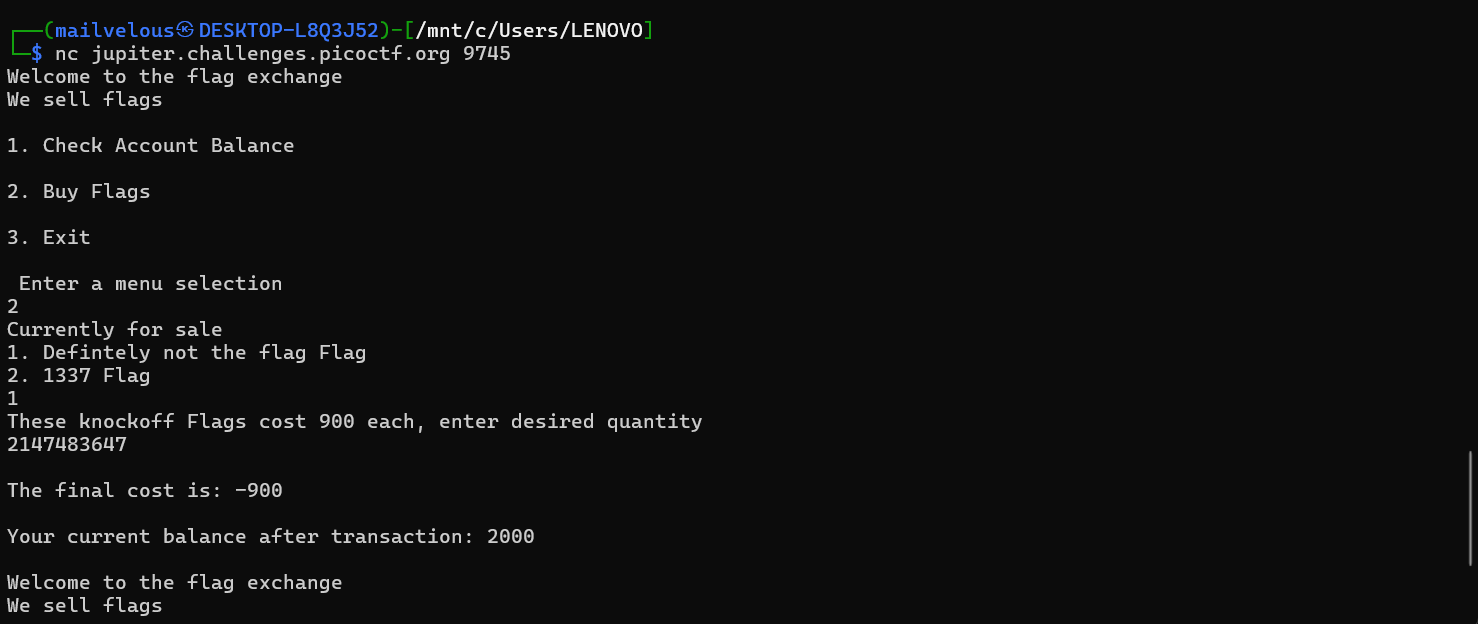 ┌──(mailvelous㉿DESKTOP-L8Q3J52)-[/mnt/c/Users/LENOVO]
└─$ nc jupiter.challenges.picoctf.org 9745
Welcome to the flag exchange
We sell flags
1. Check Account Balance
2. Buy Flags
3. Exit
Enter a menu selection
2
Currently for sale
1. Defintely not the flag Flag
2. 1337 Flag
1
These knockoff Flags cost 900 each, enter desired quantity
2147483647
The final cost is: -900
Your current balance after transaction: 2000
Welcome to the flag exchange
We sell flags